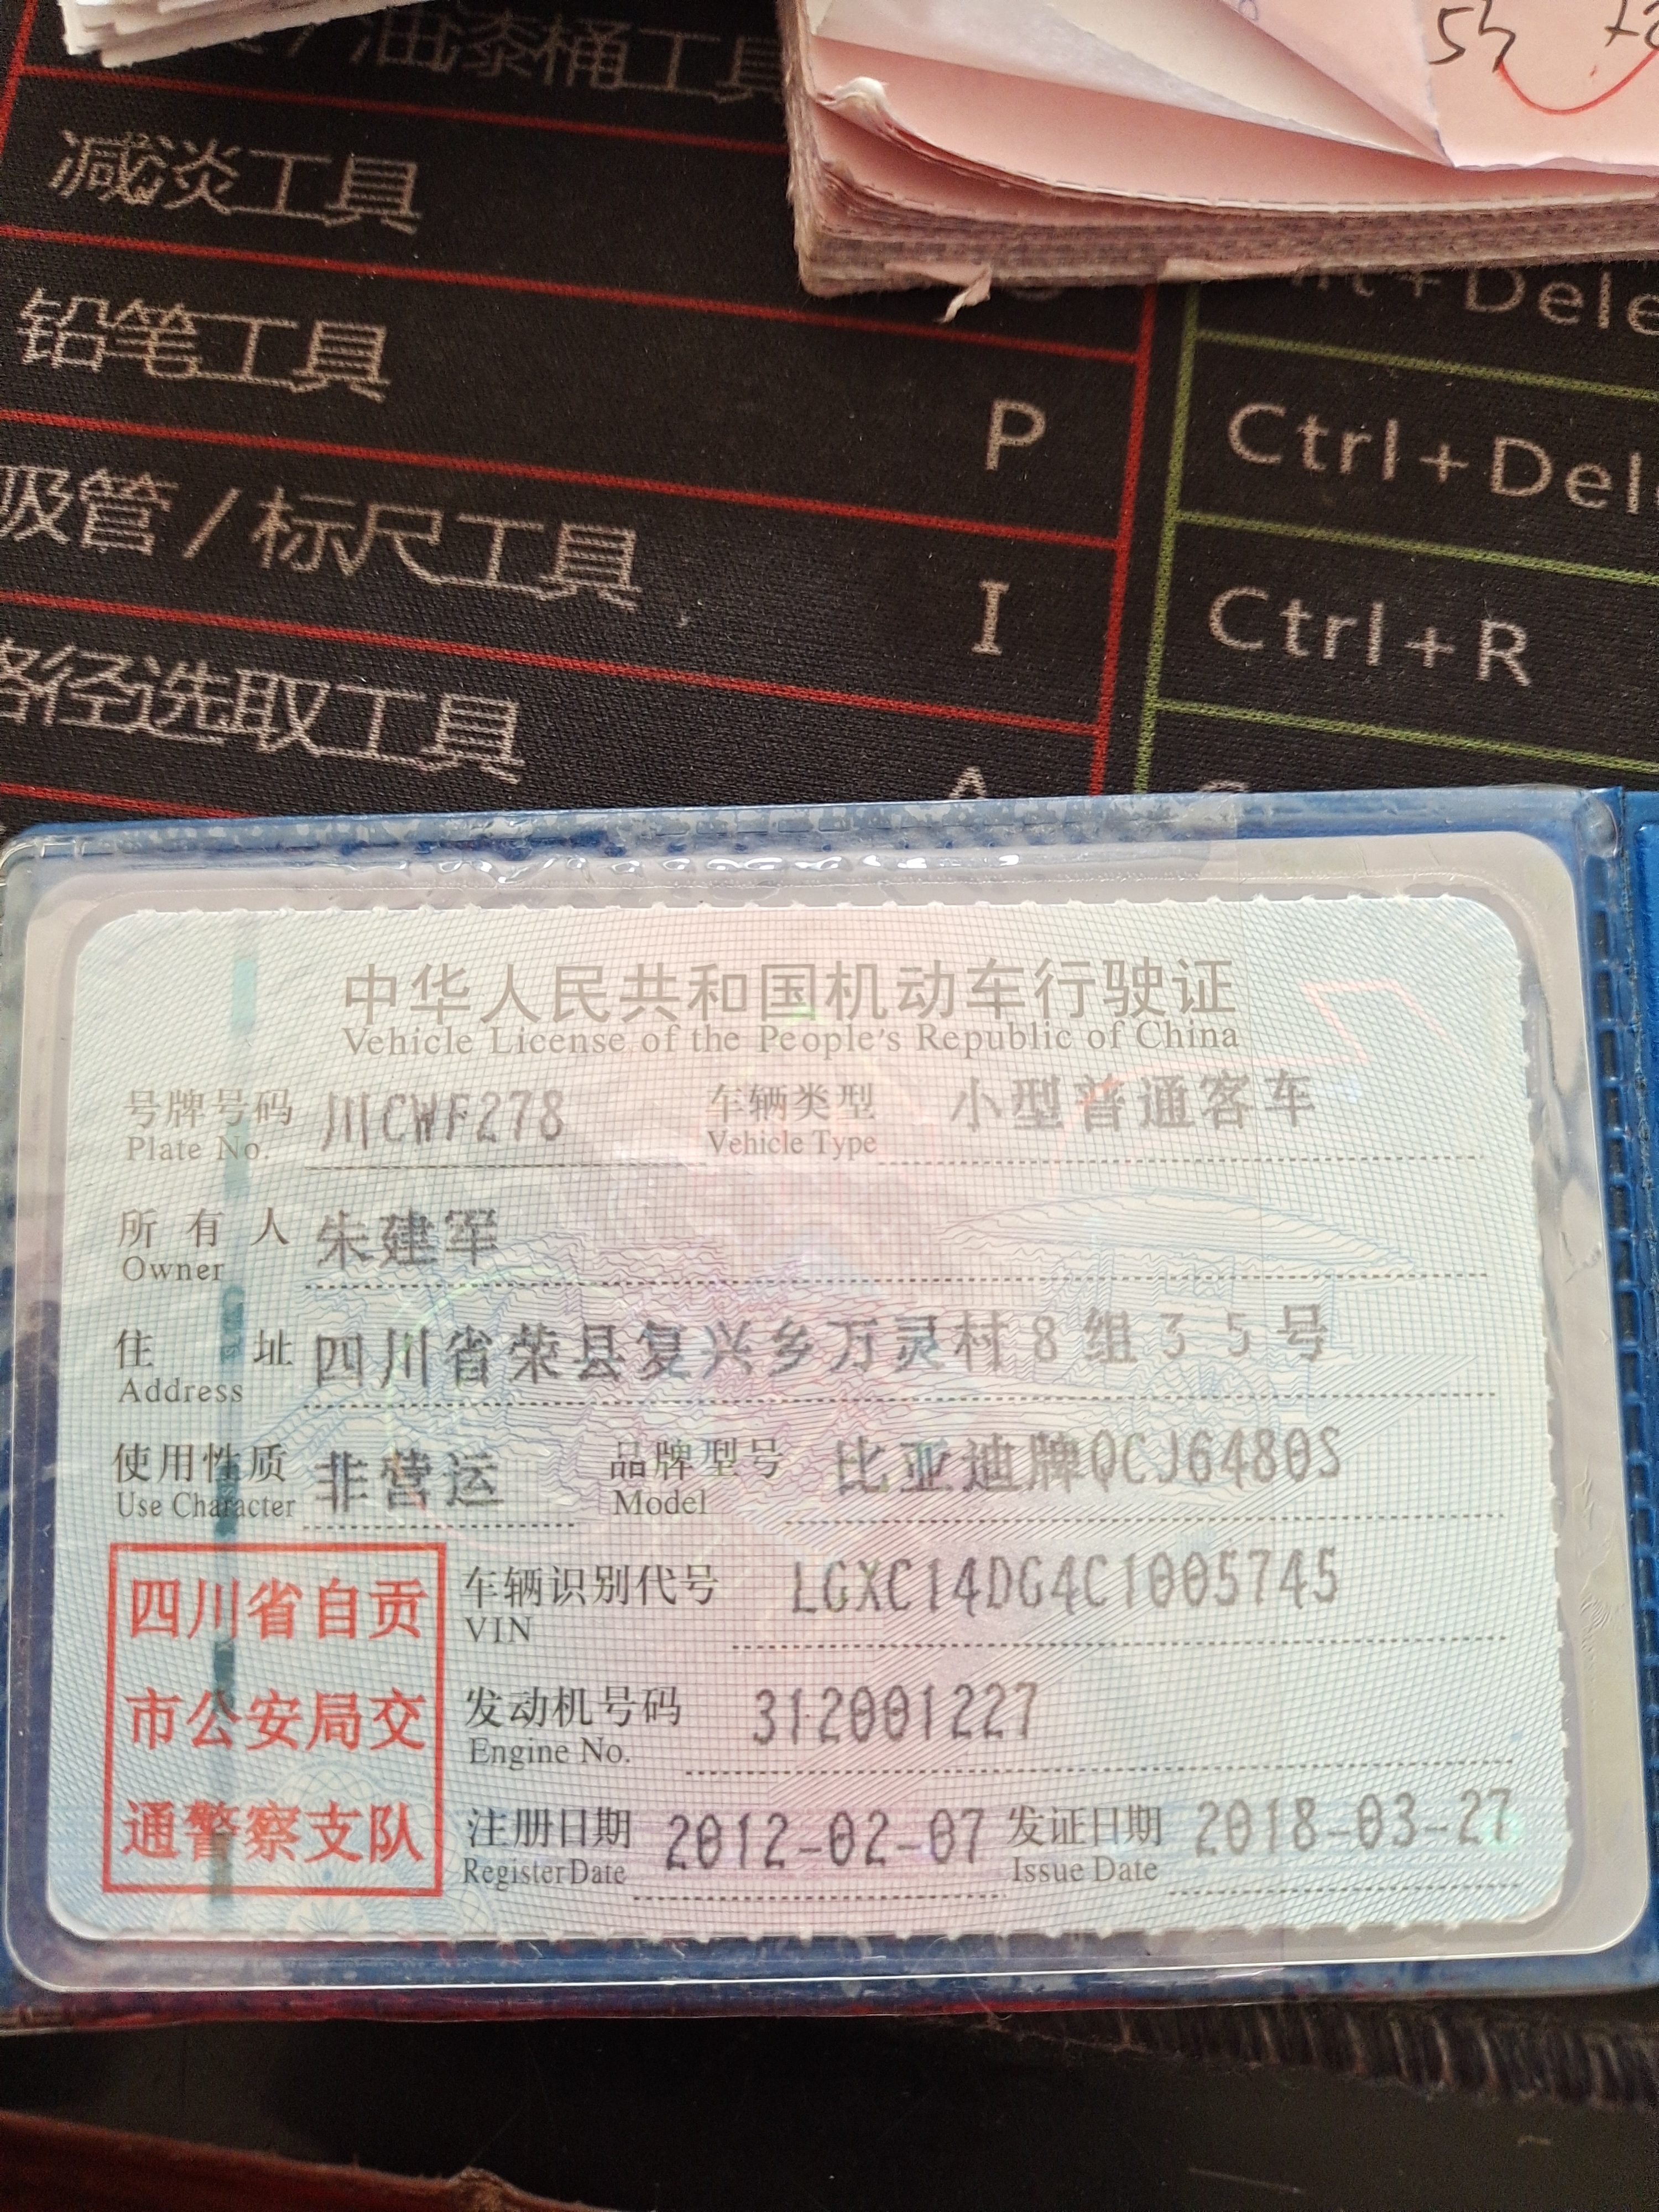 油漆桶工具
减淡工具
铅笔工具 P
Ctrl+Del
吸管/标尺工具 I
Ctrl+R
路径选取工具 A
中华人民共和国机动车行驶证
Vehicle License of the People's Republic of China
号牌号码 川CWF278 车辆类型 小型普通客车
Plate No. Vehicle Type
所有人 朱建军
Owner
住址 四川省荣县复兴乡万灵村8组35号
Address
使用性质 非营运 品牌型号 比亚迪牌QCJ6480S
Use Character Model
四川省自贡
市公安局交
通警察支队
车辆识别代号 LGXC14DG4C1005745
VIN
发动机号码 312001227
Engine No.
注册日期 2012-02-07 发证日期 2018-03-27
Register Date Issue Date